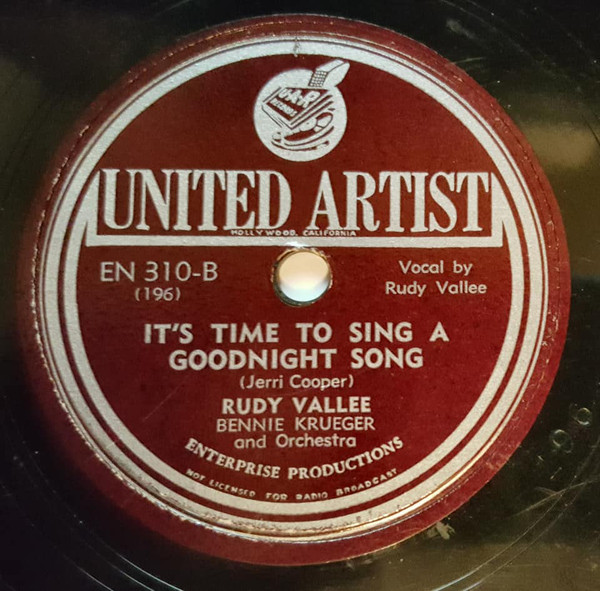 U-A-R
RECORDS
UNITED ARTIST
HOLLYWOOD, CALIFORNIA
EN 310-B
(196)
Vocal by
Rudy Vallee
IT'S TIME TO SING A
GOODNIGHT SONG
(Jerri Cooper)
RUDY VALLEE
BENNIE KRUEGER
and Orchestra
ENTERPRISE PRODUCTIONS
NOT LICENSED FOR RADIO BROADCAST